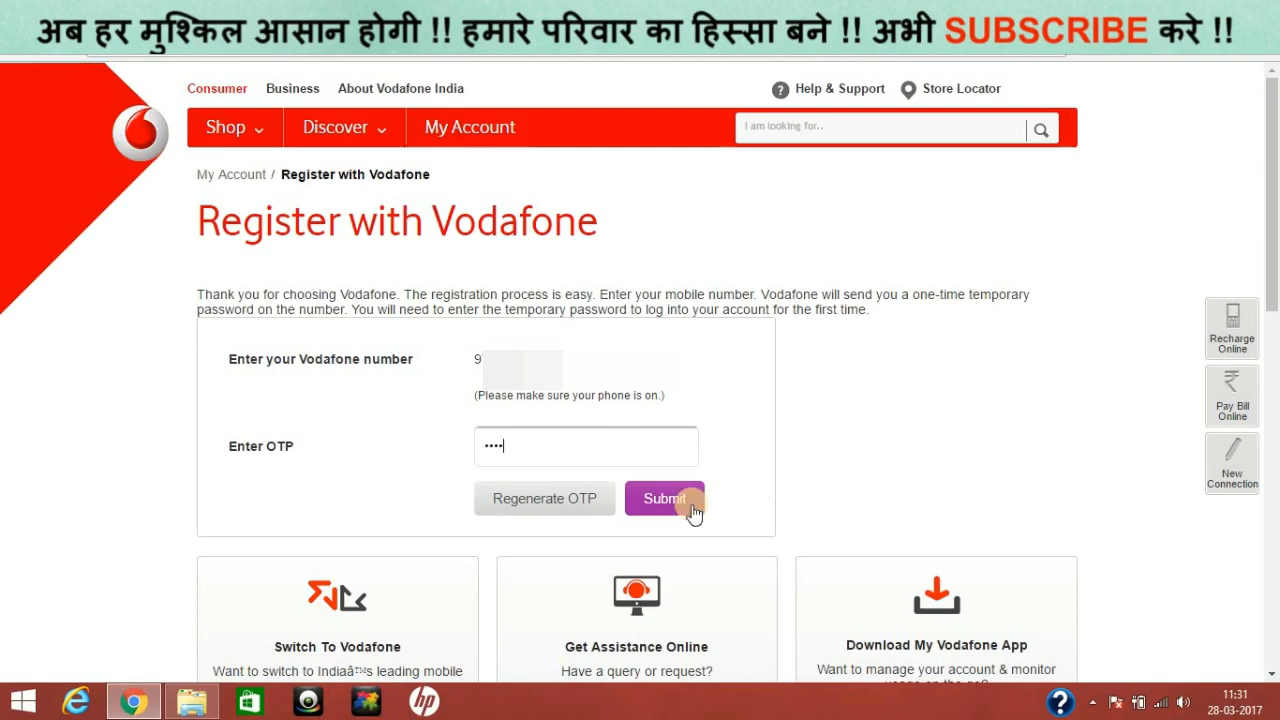 अब हर मुश्किल आसान होगी !! हमारे परिवार का हिस्सा बने !! अभी SUBSCRIBE करे !!
Consumer Business About Vodafone India Help & Support Store Locator
Shop Discover My Account I am looking for..
My Account / Register with Vodafone
Register with Vodafone
Thank you for choosing Vodafone. The registration process is easy. Enter your mobile number. Vodafone will send you a one-time temporary
password on the number. You will need to enter the temporary password to log into your account for the first time.
Enter your Vodafone number 9
(Please make sure your phone is on.)
Enter OTP ••••
Regenerate OTP Submit
Recharge
Online
Pay Bill
Online
New
Connection
Switch To Vodafone
Want to switch to Indiaâ™s leading mobile
Get Assistance Online
Have a query or request?
Download My Vodafone App
Want to manage your account & monitor
hp
11:31
28-03-2017